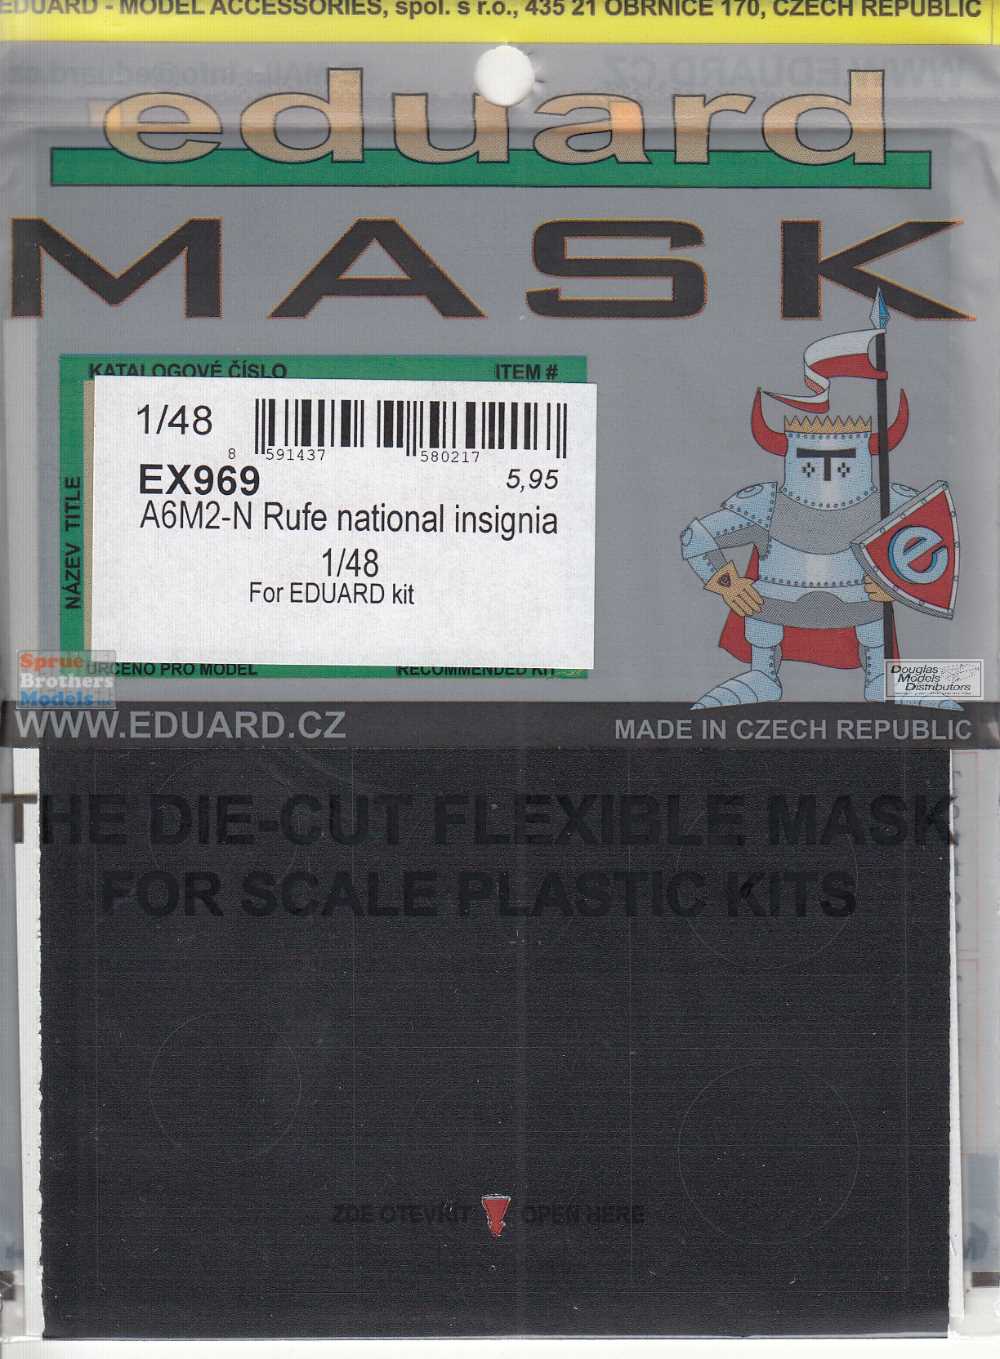 EDUARD - MODEL ACCESSORIES, spol. s r.o., 435 21 OBRNICE 170, CZECH REPUBLIC
eduard
MASK
KATALOGOVÉ ČÍSLO ITEM #
1/48
8 591437 580217
EX969 5,95
A6M2-N Rufe national insignia
1/48
For EDUARD kit
NÁZEV TITLE
URČENO PRO MODEL RECOMMENDED KIT
Sprue
Brothers
Models LLC
e
Douglas
Models
Distributors
WWW.EDUARD.CZ MADE IN CZECH REPUBLIC
THE DIE-CUT FLEXIBLE MASK
FOR SCALE PLASTIC KITS
ZDE OTEVŘÍT OPEN HERE